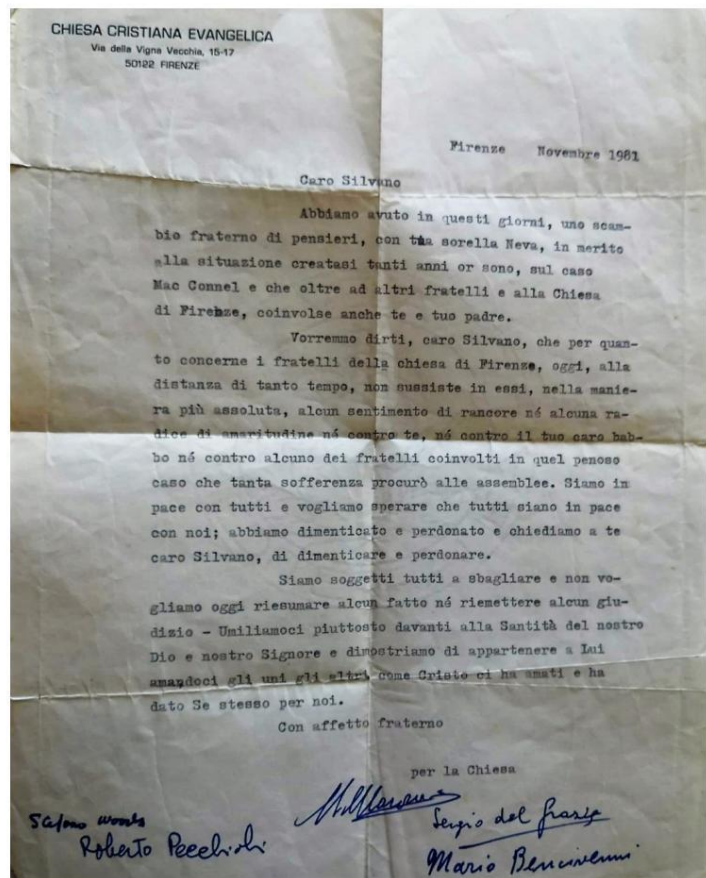 CHIESA CRISTIANA EVANGELICA
Via della Vigna Vecchia, 15-17
50122 FIRENZE
Firenze Novembre 1981
Caro Silvano
Abbiamo avuto in questi giorni, uno scam-
bio fraterno di pensieri, con tua sorella Neva, in merito
alla situazione creatasi tanti anni or sono, sul caso
Mac Connel e che oltre ad altri fratelli e alla Chiesa
di Firenze, coinvolse anche te e tuo padre.
Vorremmo dirti, caro Silvano, che per quan-
to concerne i fratelli della chiesa di Firenze, oggi, alla
distanza di tanto tempo, non sussiste in essi, nella manie-
ra più assoluta, alcun sentimento di rancore né alcuna ra-
dice di amaritudine né contro te, né contro il tuo caro bab-
bo né contro alcuno dei fratelli coinvolti in quel penoso
caso che tanta sofferenza procurò alle assemblee. Siamo in
pace con tutti e vogliamo sperare che tutti siano in pace
con noi; abbiamo dimenticato e perdonato e chiediamo a te
caro Silvano, di dimenticare e perdonare.
Siamo soggetti tutti a sbagliare e non vo-
gliamo oggi riesumare alcun fatto né riemettere alcun giu-
dizio - Umiliamoci piuttosto davanti alla Santità del nostro
Dio e nostro Signore e dimostriamo di appartenere a Lui
amandoci gli uni gli altri come Cristo ci ha amati e ha
dato Se stesso per noi.
Con affetto fraterno
per la Chiesa
Sergio del
Roberto Pecchioli
Mario Bencivenni